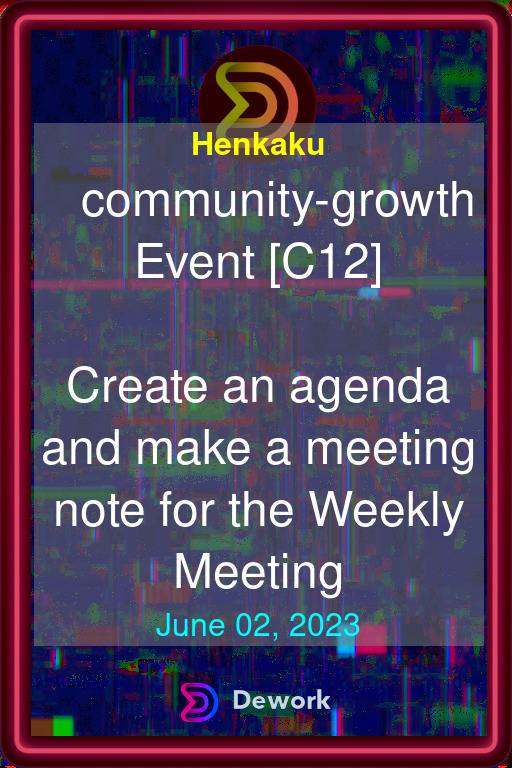 Henkaku
community-growth
Event [C12]
Create an agenda
and make a meeting
note for the Weekly
Meeting
June 02, 2023
Dework